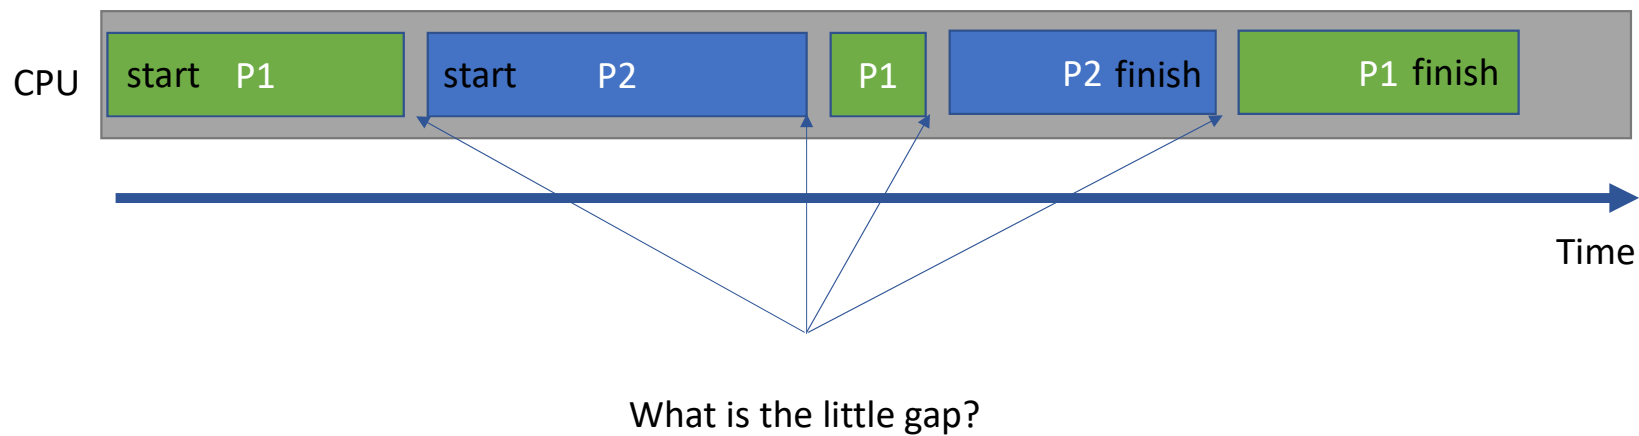 CPU
start P1
start P2
P1
P2 finish
P1 finish
Time
What is the little gap?